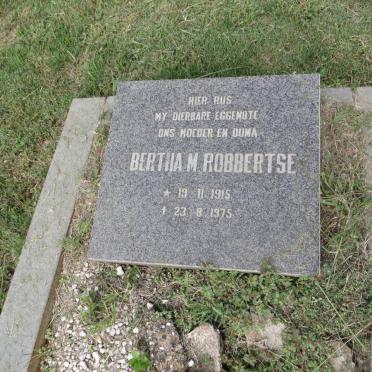 HIER RUS
MY DIERBARE EGGENOTE
ONS MOEDER EN OUMA
BERTHA M. ROBBERTSE
* 19·11·1915
† 23·8·1975